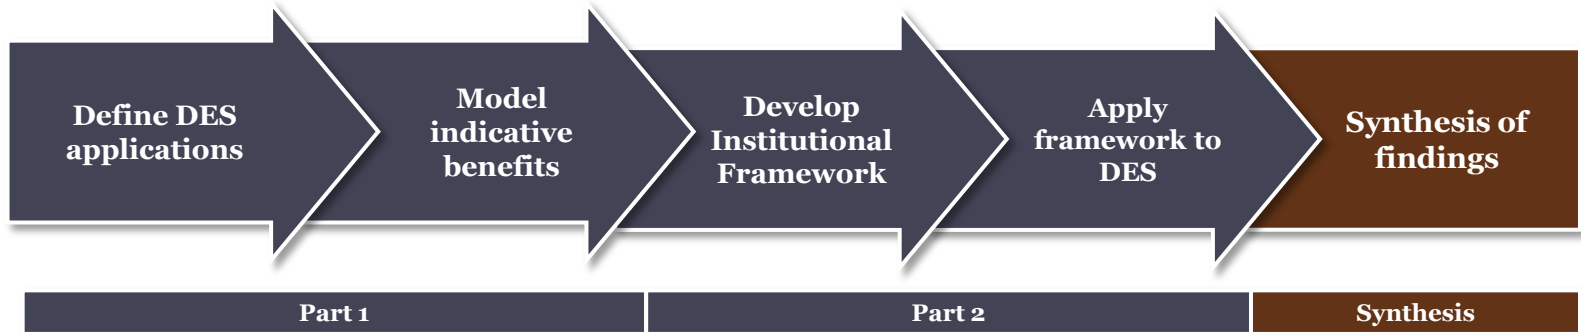 Define DES
applications
Model
indicative
benefits
Develop
Institutional
Framework
Apply
framework to
DES
Synthesis of
findings
Part 1
Part 2
Synthesis